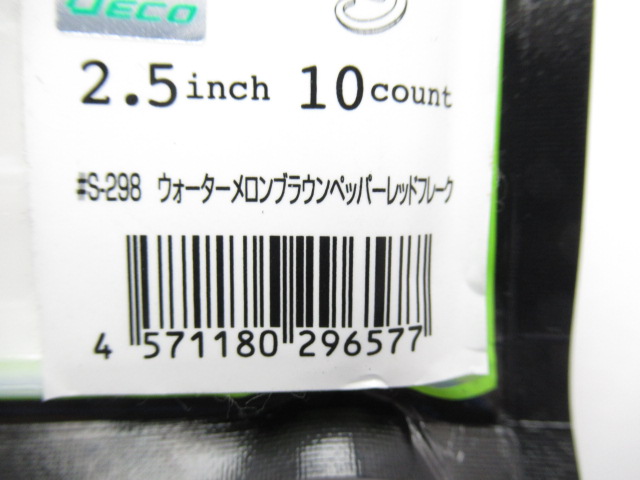 JECO
2.5inch 10count
#S-298 ウォーターメロンブラウンペッパーレッドフレーク
4 571180 296577